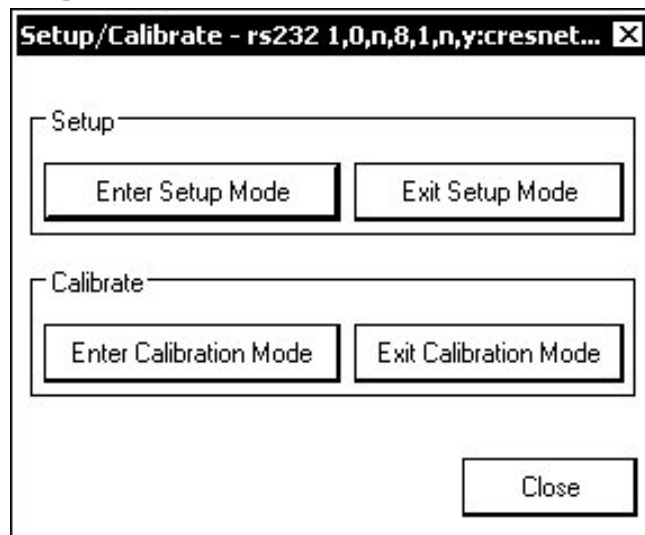 Setup/Calibrate - rs232 1,0,n,8,1,n,y:cresnet...
Setup
Enter Setup Mode Exit Setup Mode
Calibrate
Enter Calibration Mode Exit Calibration Mode
Close